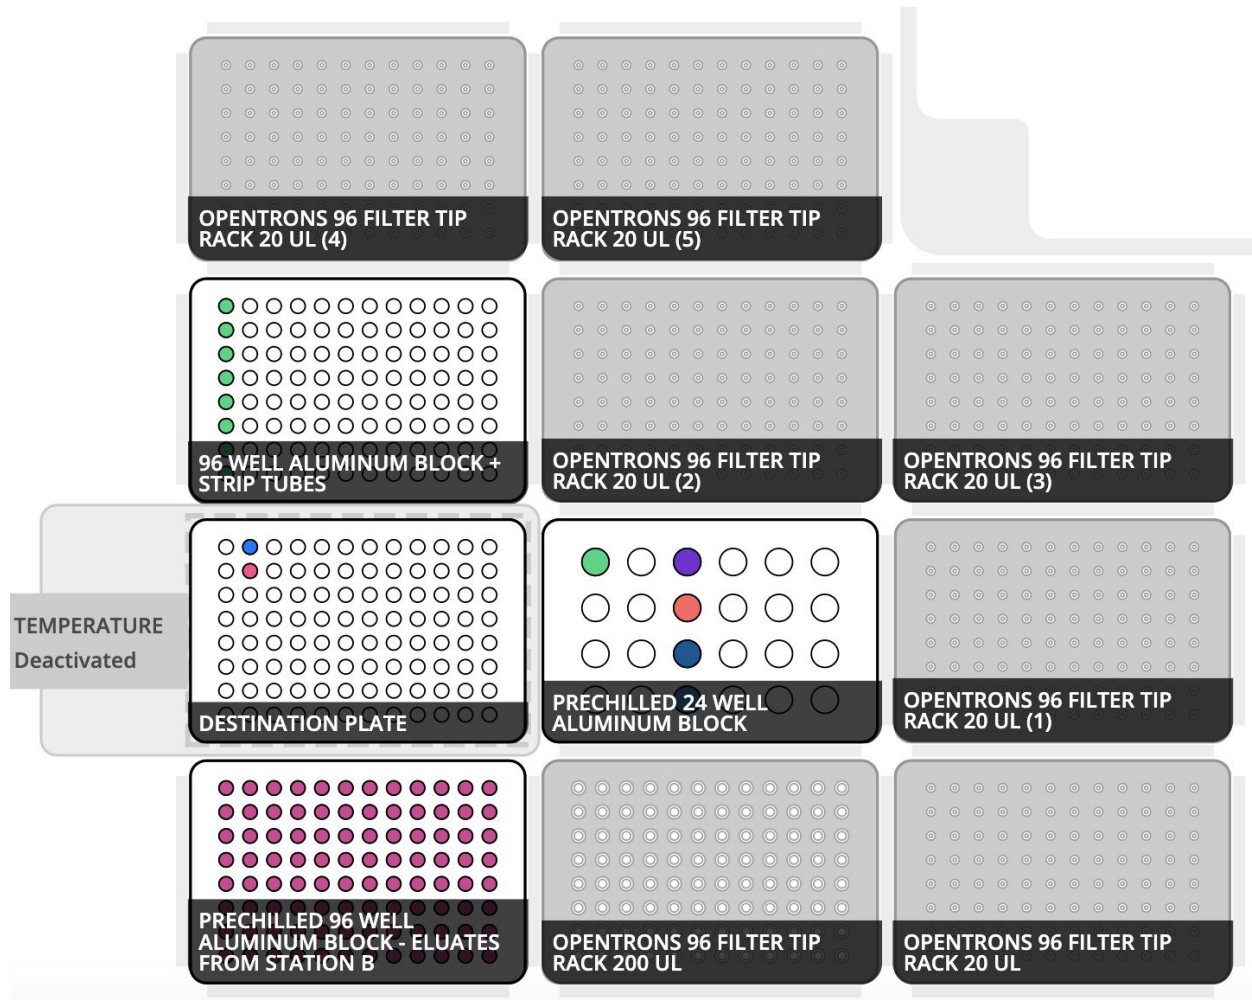 OPENTRONS 96 FILTER TIP
RACK 20 UL (4)
OPENTRONS 96 FILTER TIP
RACK 20 UL (5)
96 WELL ALUMINUM BLOCK +
STRIP TUBES
OPENTRONS 96 FILTER TIP
RACK 20 UL (2)
OPENTRONS 96 FILTER TIP
RACK 20 UL (3)
TEMPERATURE
Deactivated
DESTINATION PLATE
PRECHILLED 24 WELL
ALUMINUM BLOCK
OPENTRONS 96 FILTER TIP
RACK 20 UL (1)
PRECHILLED 96 WELL
ALUMINUM BLOCK - ELUATES
FROM STATION B
OPENTRONS 96 FILTER TIP
RACK 200 UL
OPENTRONS 96 FILTER TIP
RACK 20 UL